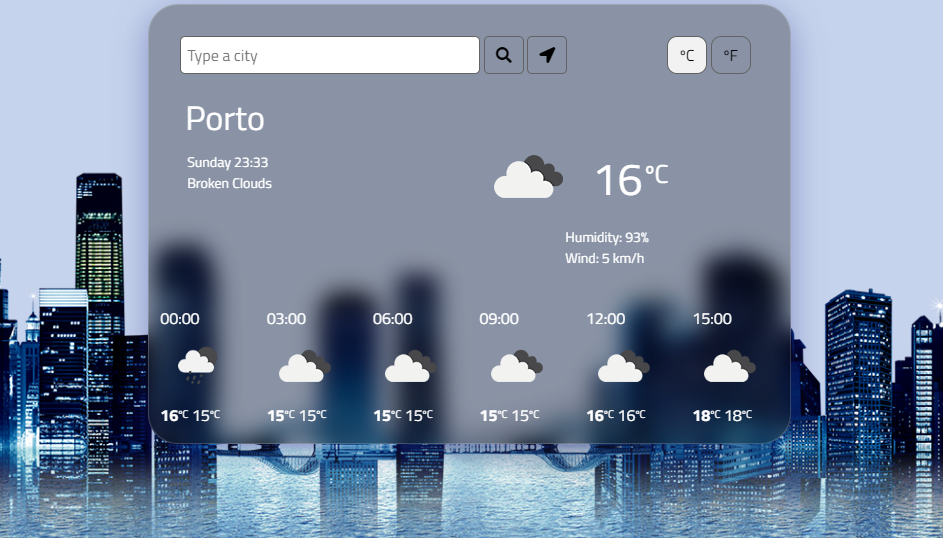 Type a city
°C
°F
Porto
Sunday 23:33
Broken Clouds
16°C
Humidity: 93%
Wind: 5 km/h
00:00 03:00 06:00 09:00 12:00 15:00
16°C 15°C 15°C 15°C 15°C 15°C 15°C 15°C 16°C 16°C 18°C 18°C